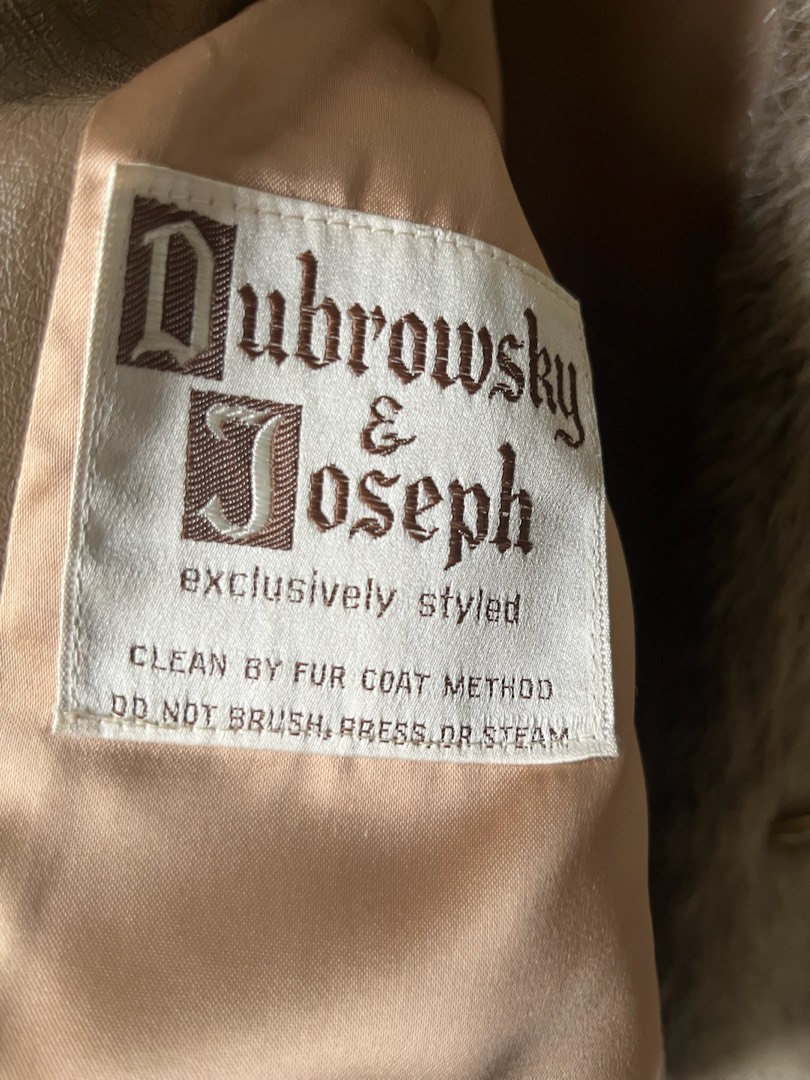 Dubrowsky
&
Joseph
exclusively styled
CLEAN BY FUR COAT METHOD
DO NOT BRUSH, PRESS, OR STEAM